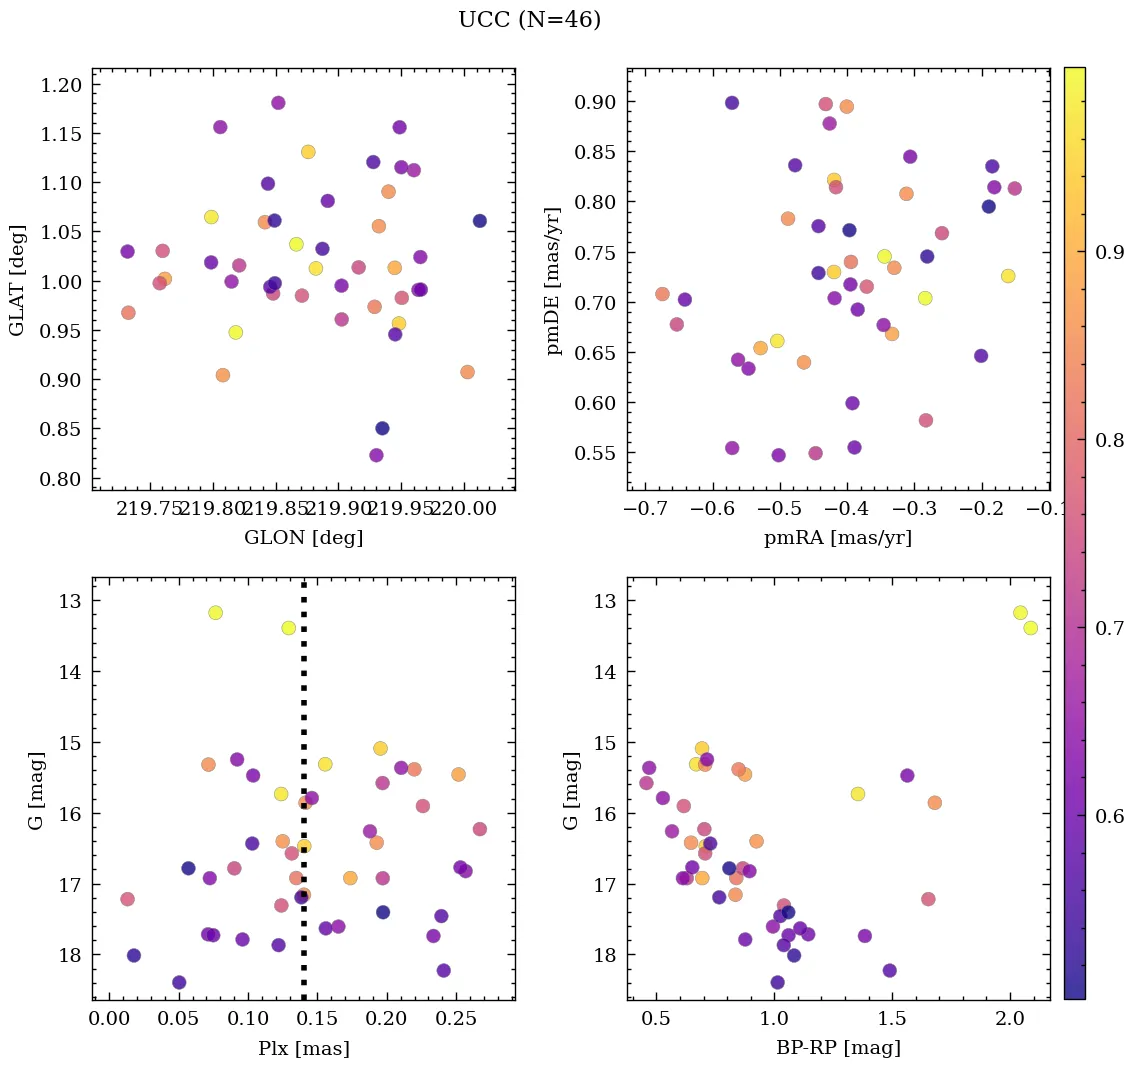 UCC (N=46)
1.20
1.15
1.10
1.05
1.00
0.95
0.90
0.85
0.80
GLAT [deg]
219.75 219.80 219.85 219.90 219.95 220.00
GLON [deg]
0.90
0.85
0.80
0.75
0.70
0.65
0.60
0.55
pmDE [mas/yr]
−0.7 −0.6 −0.5 −0.4 −0.3 −0.2 −0.1
pmRA [mas/yr]
13
14
15
16
17
18
G [mag]
0.00 0.05 0.10 0.15 0.20 0.25
Plx [mas]
13
14
15
16
17
18
G [mag]
0.5 1.0 1.5 2.0
BP-RP [mag]
0.9
0.8
0.7
0.6